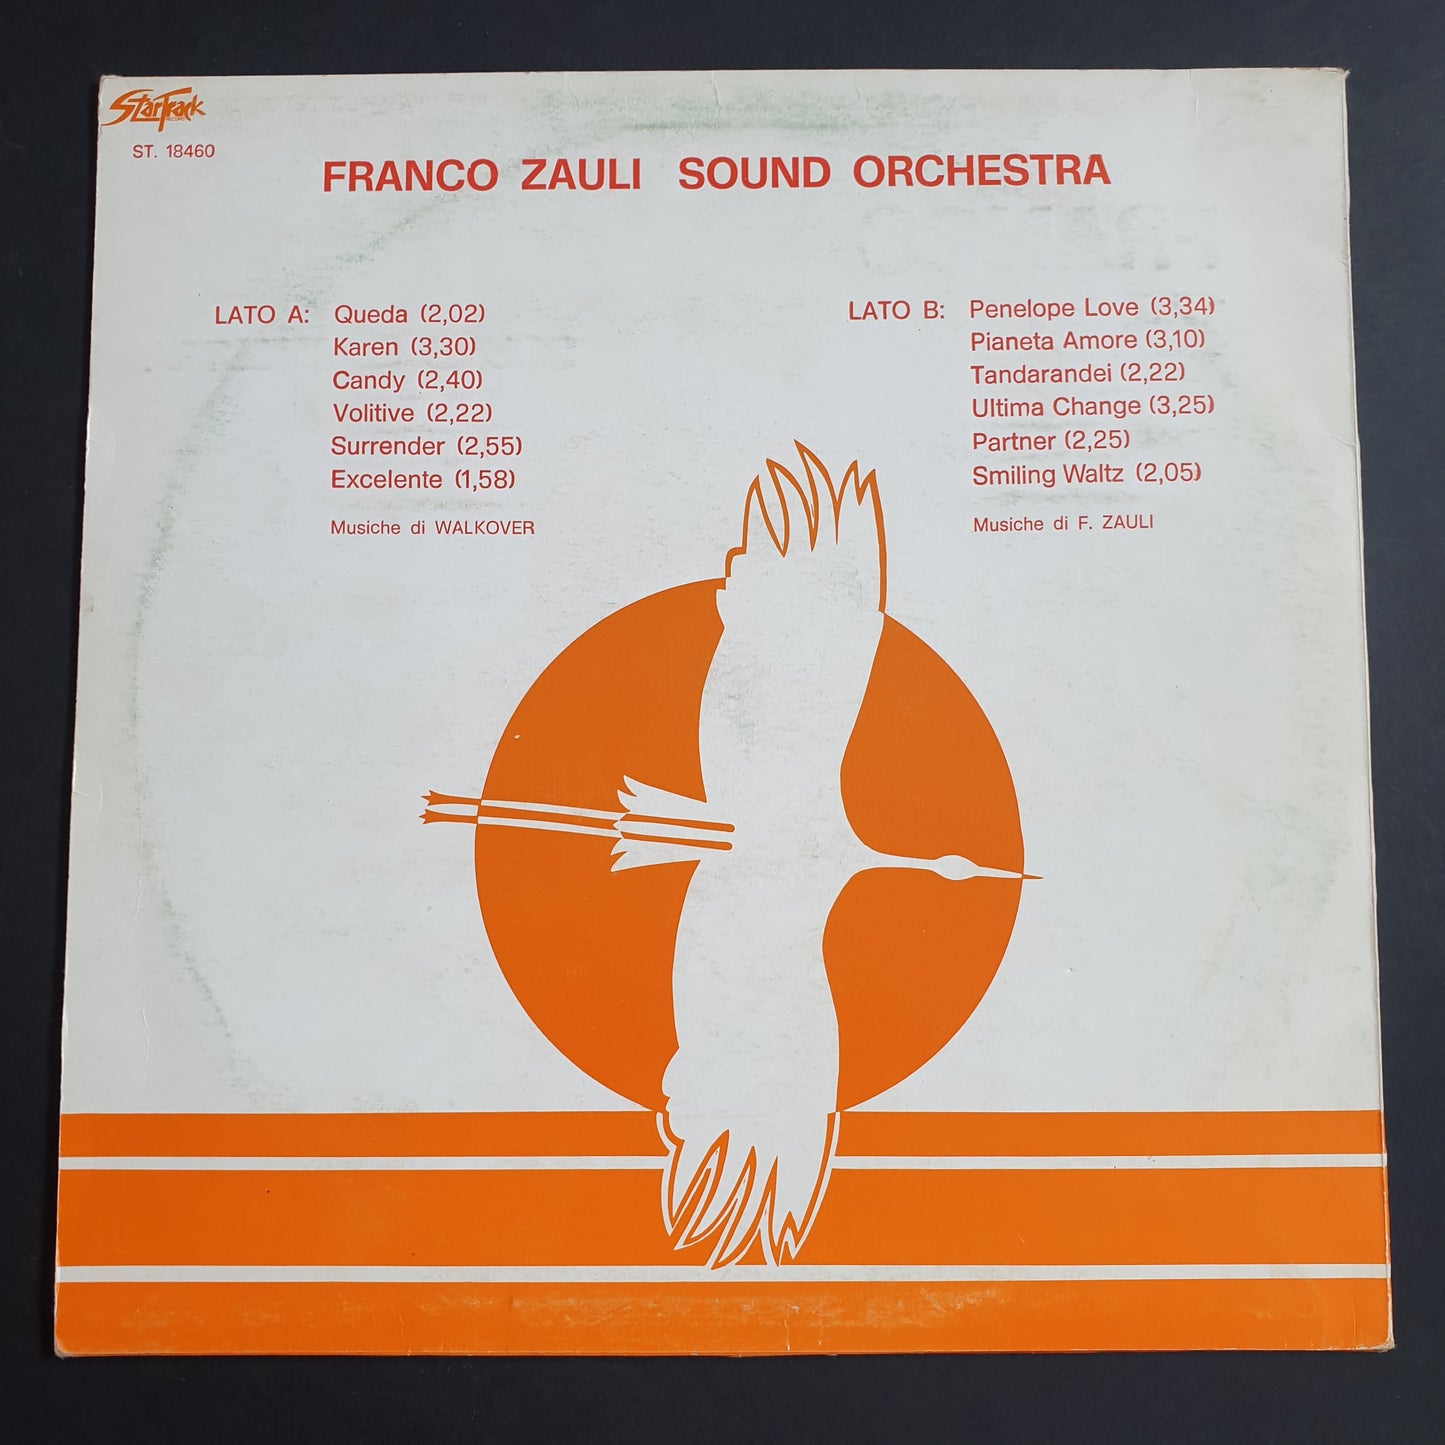 StarTrack
RECORDS
ST. 18460
FRANCO ZAULI SOUND ORCHESTRA
LATO A: Queda (2,02)
Karen (3,30)
Candy (2,40)
Volitive (2,22)
Surrender (2,55)
Excelente (1,58)
Musiche di WALKOVER
LATO B: Penelope Love (3,34)
Pianeta Amore (3,10)
Tandarandei (2,22)
Ultima Change (3,25)
Partner (2,25)
Smiling Waltz (2,05)
Musiche di F. ZAULI